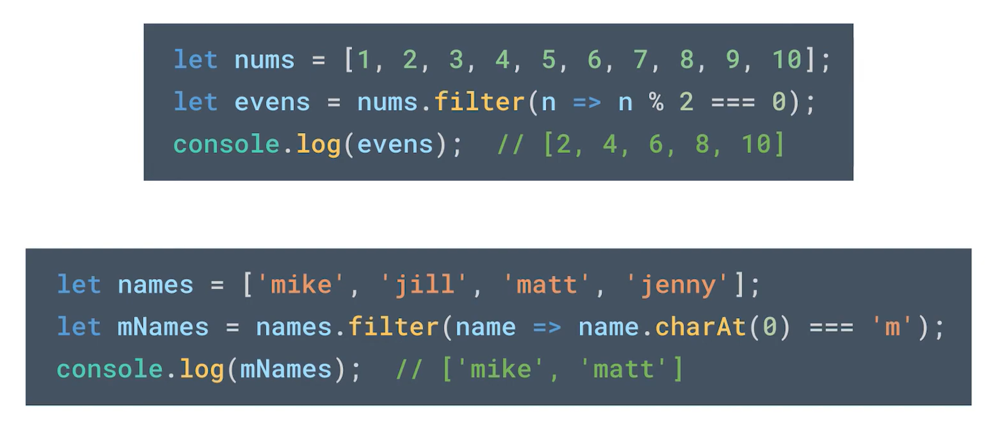 let nums = [1, 2, 3, 4, 5, 6, 7, 8, 9, 10];
let evens = nums.filter(n => n % 2 === 0);
console.log(evens);  // [2, 4, 6, 8, 10]
let names = ['mike', 'jill', 'matt', 'jenny'];
let mNames = names.filter(name => name.charAt(0) === 'm');
console.log(mNames);  // ['mike', 'matt']